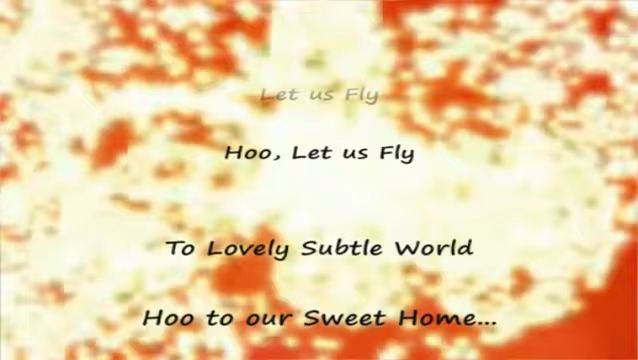 Let us Fly
Hoo, Let us Fly
To Lovely Subtle World
Hoo to our Sweet Home...